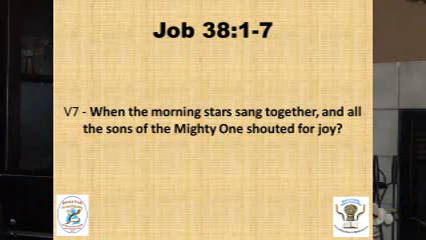 Job 38:1-7
V7 - When the morning stars sang together, and all
the sons of the Mighty One shouted for joy?